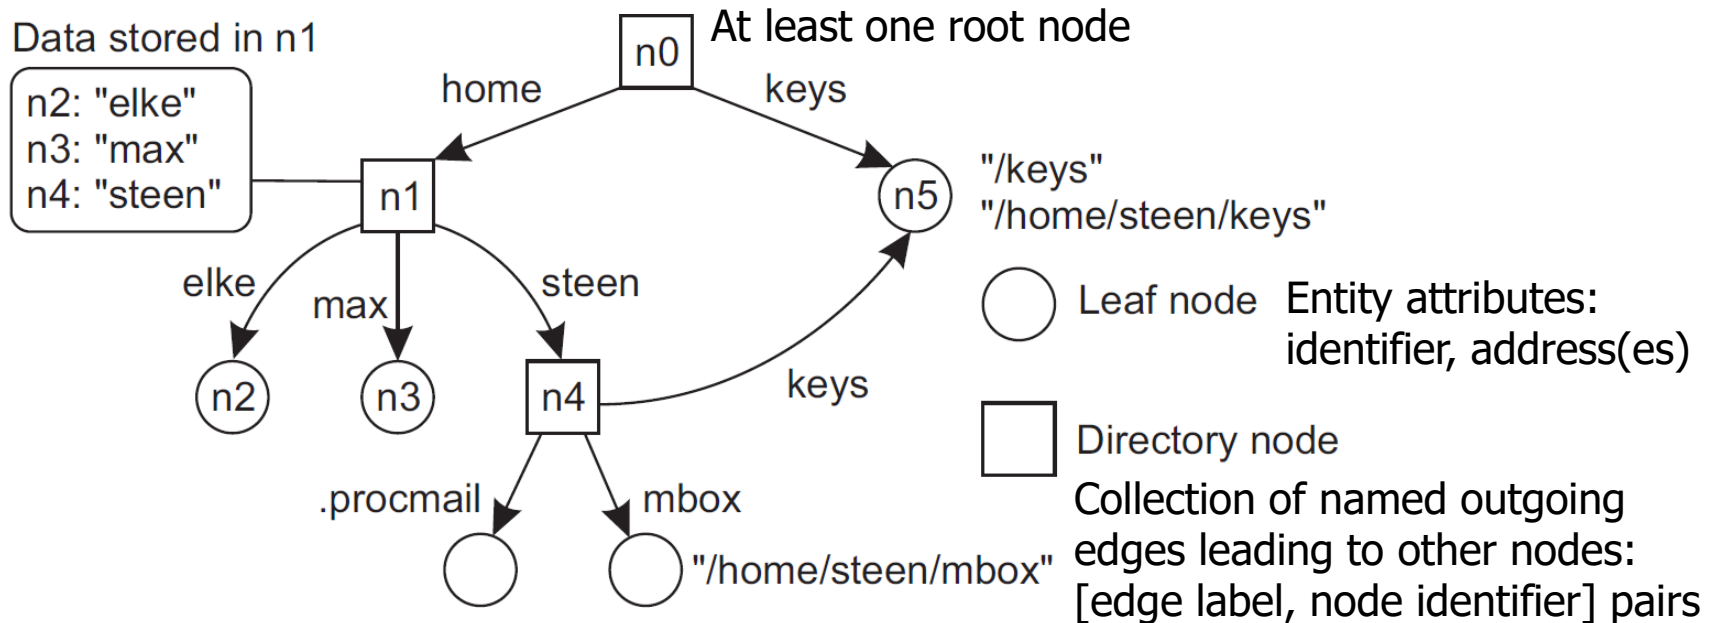 Data stored in n1
n2: "elke"
n3: "max"
n4: "steen"
n0
At least one root node
home
keys
n1
n5
"/keys"
"/home/steen/keys"
elke
max
steen
Leaf node
Entity attributes:
identifier, address(es)
n2
n3
n4
keys
Directory node
.procmail
mbox
"/home/steen/mbox"
Collection of named outgoing
edges leading to other nodes:
[edge label, node identifier] pairs